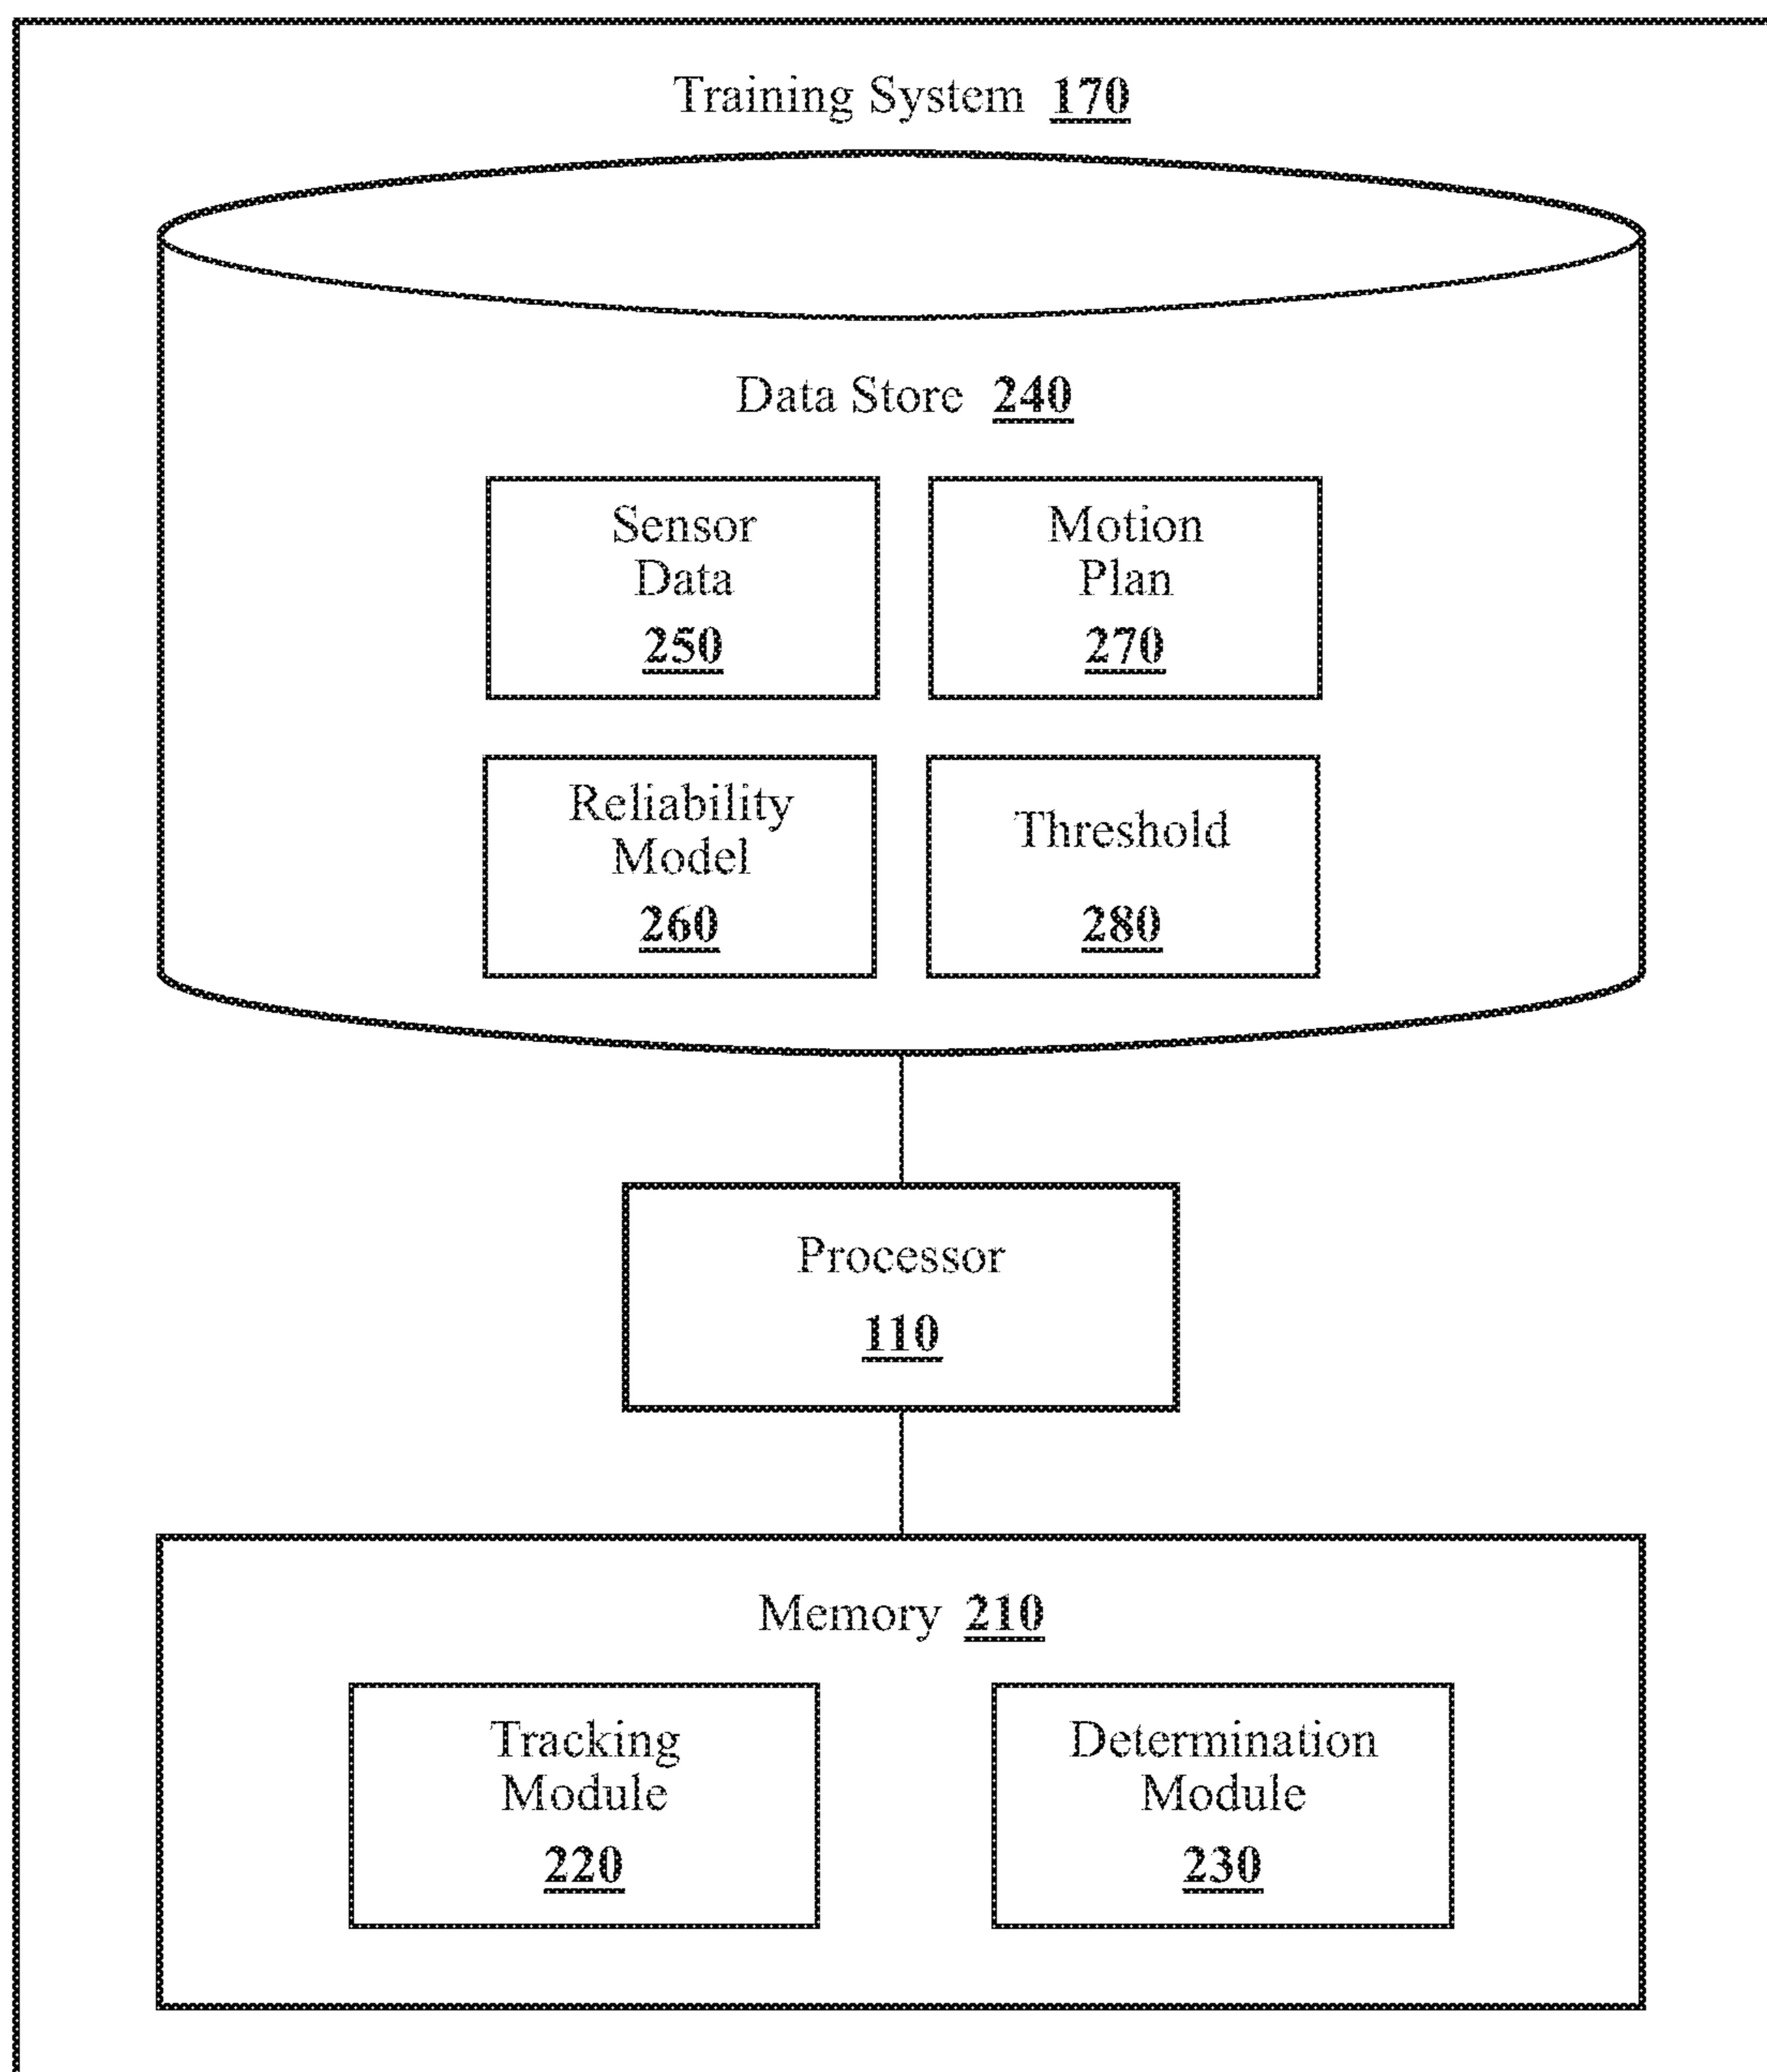 Training System 170
Data Store 240
Sensor
Data
250
Motion
Plan
270
Reliability
Model
260
Threshold
280
Processor
110
Memory 210
Tracking
Module
220
Determination
Module
230